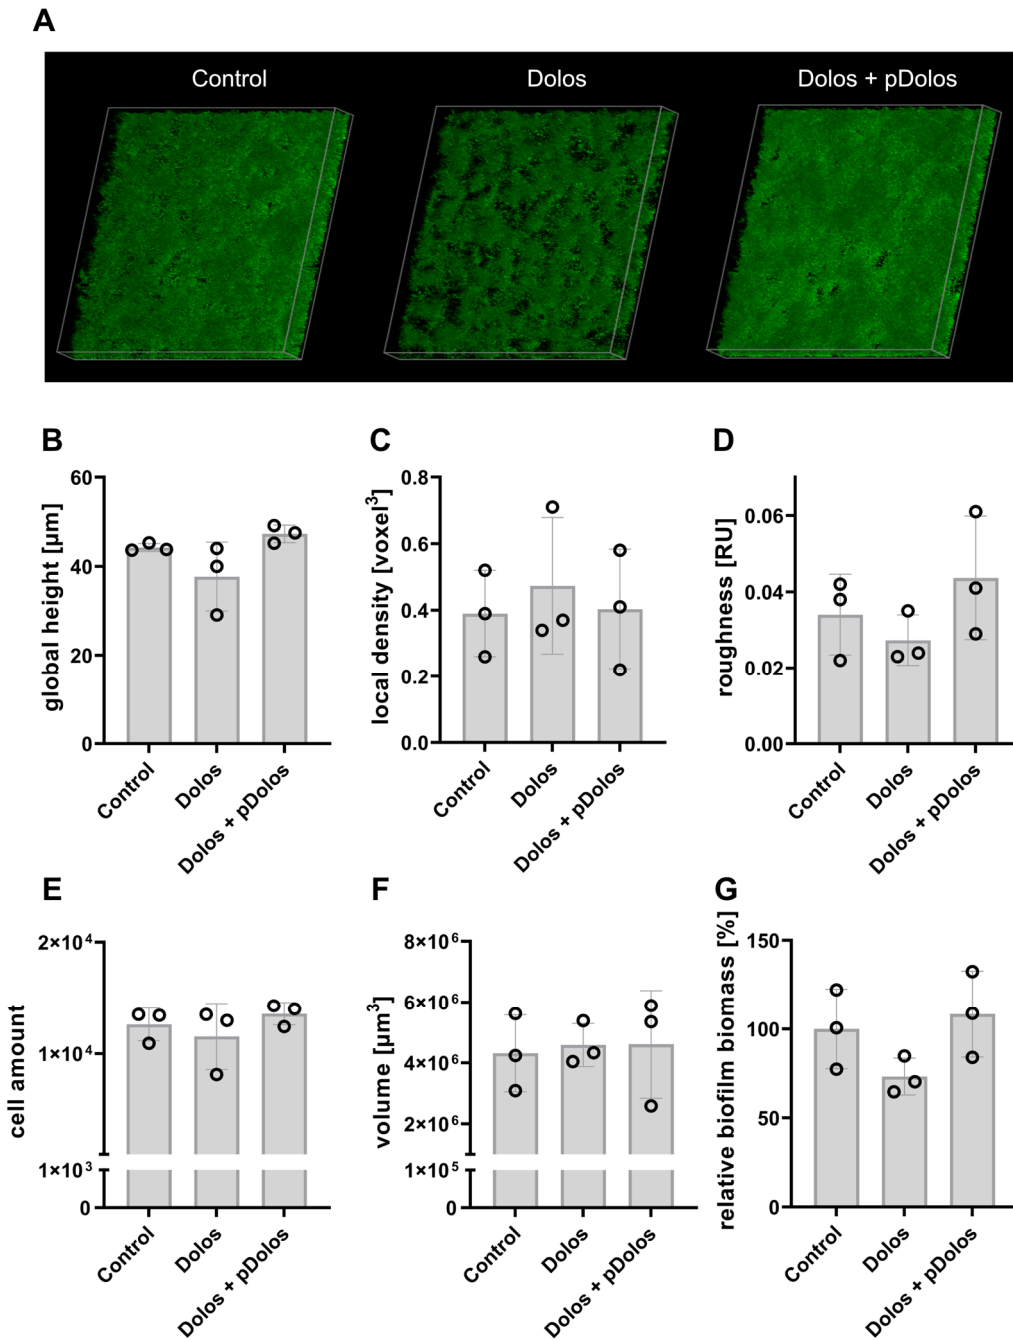 A
Control Dolos Dolos + pDolos
B C D
global height [µm]
60
40
20
0
Control
Dolos
Dolos + pDolos
local density [voxel³]
0.8
0.6
0.4
0.2
0.0
Control
Dolos
Dolos + pDolos
roughness [RU]
0.06
0.04
0.02
0.00
Control
Dolos
Dolos + pDolos
E F G
cell amount
2×10⁴
1×10⁴
1×10³
0
Control
Dolos
Dolos + pDolos
volume [µm³]
8×10⁶
6×10⁶
4×10⁶
2×10⁶
1×10⁵
0
Control
Dolos
Dolos + pDolos
relative biofilm biomass [%]
150
100
50
0
Control
Dolos
Dolos + pDolos